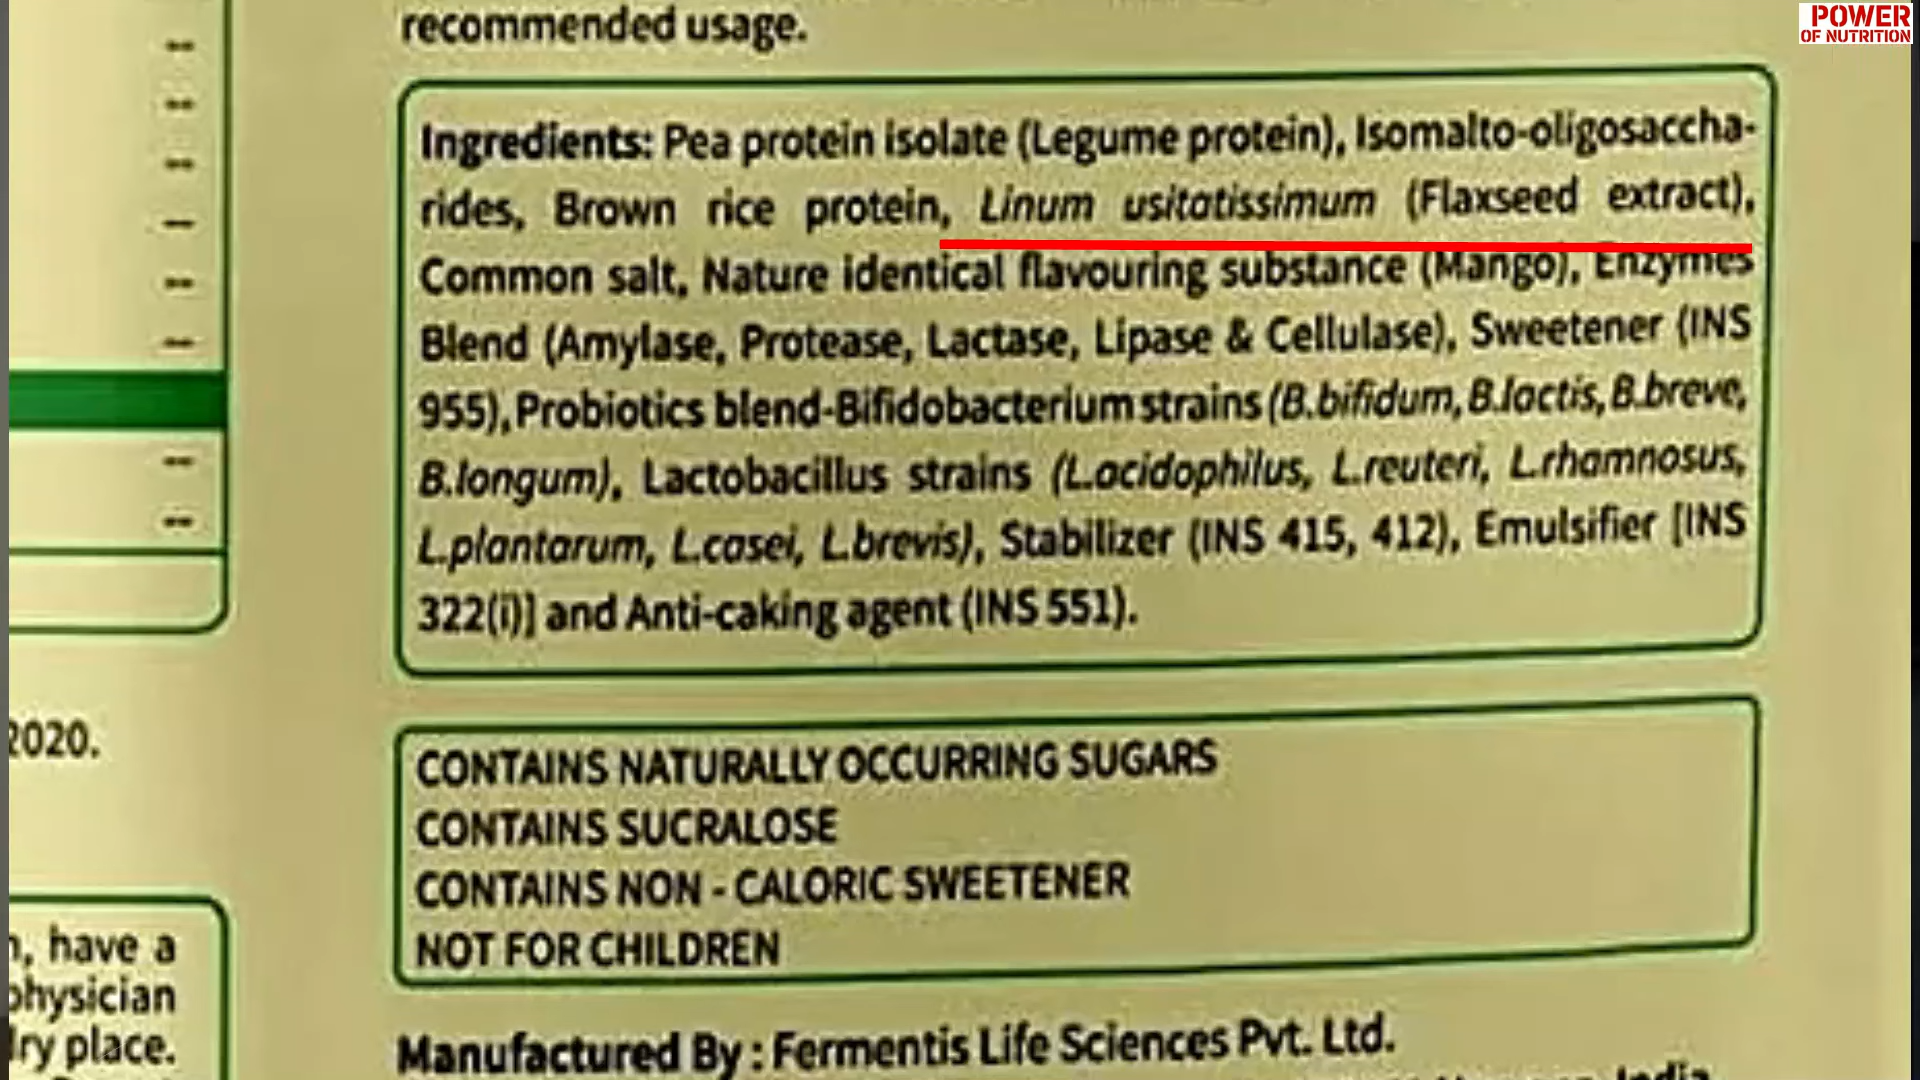 POWER
OF NUTRITION
recommended usage.
Ingredients: Pea protein isolate (Legume protein), Isomalto-oligosaccha-
rides, Brown rice protein, Linum usitatissimum (Flaxseed extract),
Common salt, Nature identical flavouring substance (Mango), Enzymes
Blend (Amylase, Protease, Lactase, Lipase & Cellulase), Sweetener (INS
955), Probiotics blend-Bifidobacterium strains (B.bifidum, B.lactis, B.breve,
B.longum), Lactobacillus strains (L.acidophilus, L.reuteri, L.rhamnosus,
L.plantarum, L.casei, L.brevis), Stabilizer (INS 415, 412), Emulsifier [INS
322(i)] and Anti-caking agent (INS 551).
CONTAINS NATURALLY OCCURRING SUGARS
CONTAINS SUCRALOSE
CONTAINS NON - CALORIC SWEETENER
NOT FOR CHILDREN
Manufactured By : Fermentis Life Sciences Pvt. Ltd.
India
--
--
--
--
--
--
--
--
2020.
, have a
physician
dry place.